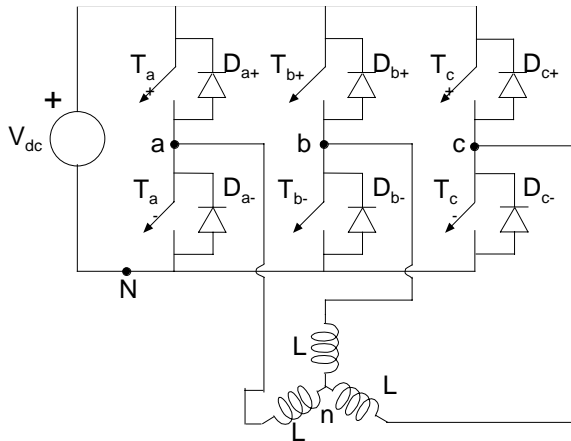 T_a+
D_a+
T_b+
D_b+
T_c+
D_c+
+
V_dc
a
b
c
T_a-
D_a-
T_b-
D_b-
T_c-
D_c-
N
L
L
n
L